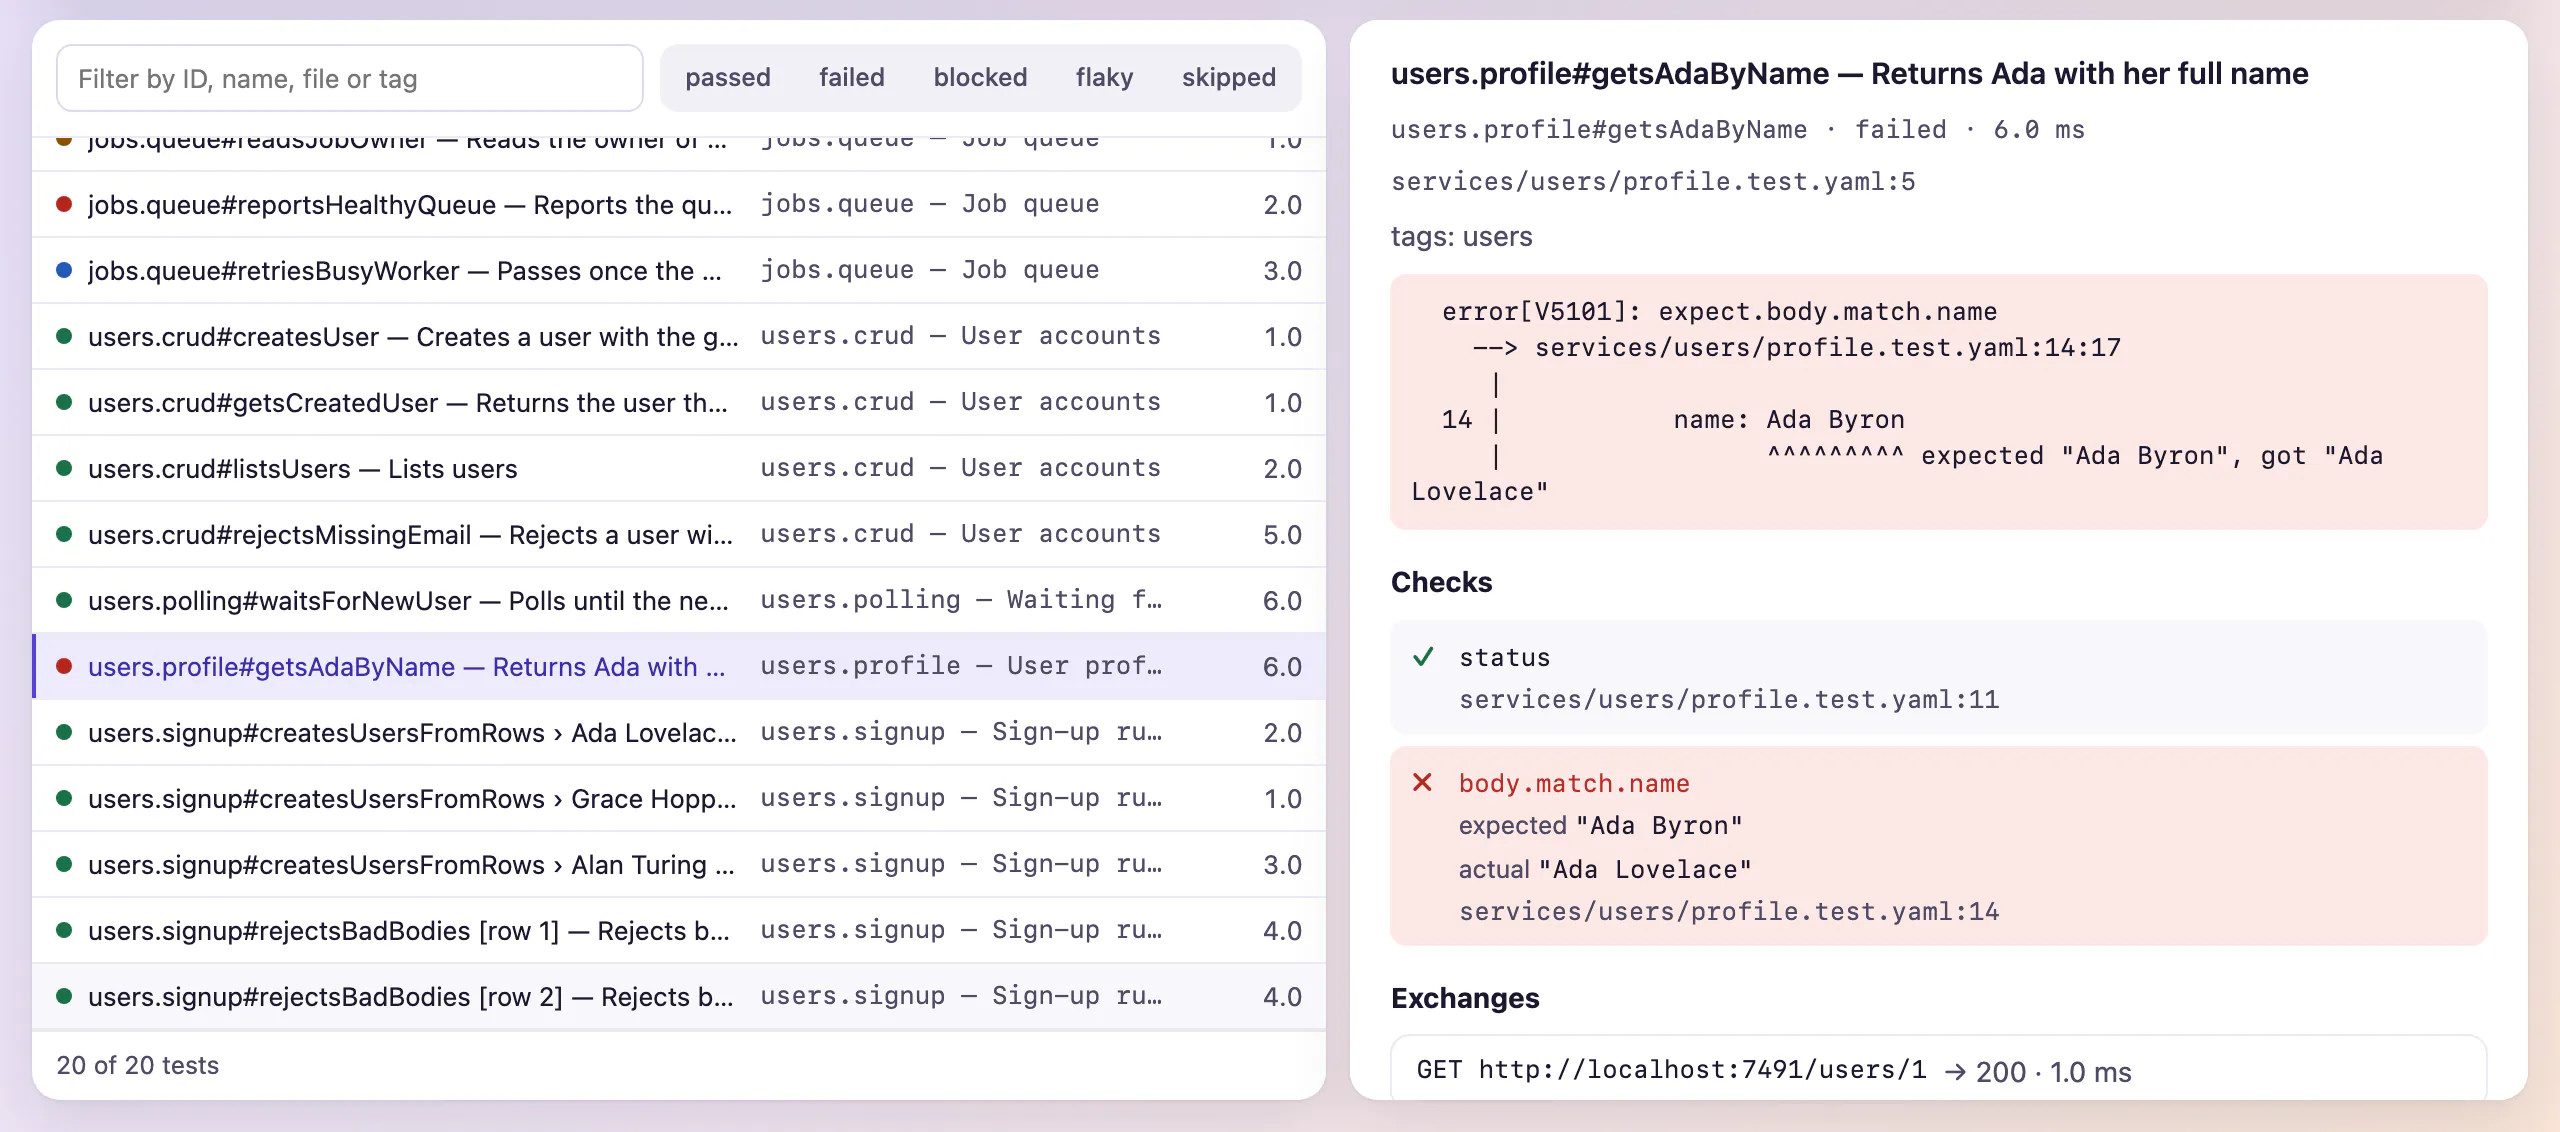 Filter by ID, name, file or tag
passed failed blocked flaky skipped
jobs.queue#readsJobOwner — Reads the owner of ... jobs.queue — Job queue 1.0
jobs.queue#reportsHealthyQueue — Reports the qu... jobs.queue — Job queue 2.0
jobs.queue#retriesBusyWorker — Passes once the ... jobs.queue — Job queue 3.0
users.crud#createsUser — Creates a user with the g... users.crud — User accounts 1.0
users.crud#getsCreatedUser — Returns the user th... users.crud — User accounts 1.0
users.crud#listsUsers — Lists users users.crud — User accounts 2.0
users.crud#rejectsMissingEmail — Rejects a user wi... users.crud — User accounts 5.0
users.polling#waitsForNewUser — Polls until the ne... users.polling — Waiting f... 6.0
users.profile#getsAdaByName — Returns Ada with ... users.profile — User prof... 6.0
users.signup#createsUsersFromRows › Ada Lovelac... users.signup — Sign-up ru... 2.0
users.signup#createsUsersFromRows › Grace Hopp... users.signup — Sign-up ru... 1.0
users.signup#createsUsersFromRows › Alan Turing ... users.signup — Sign-up ru... 3.0
users.signup#rejectsBadBodies [row 1] — Rejects b... users.signup — Sign-up ru... 4.0
users.signup#rejectsBadBodies [row 2] — Rejects b... users.signup — Sign-up ru... 4.0
20 of 20 tests
users.profile#getsAdaByName — Returns Ada with her full name
users.profile#getsAdaByName · failed · 6.0 ms
services/users/profile.test.yaml:5
tags: users
error[V5101]: expect.body.match.name
--> services/users/profile.test.yaml:14:17
|
14 | name: Ada Byron
| ^^^^^^^^^ expected "Ada Byron", got "Ada
Lovelace"
Checks
✓ status
services/users/profile.test.yaml:11
✕ body.match.name
expected "Ada Byron"
actual "Ada Lovelace"
services/users/profile.test.yaml:14
Exchanges
GET http://localhost:7491/users/1 → 200 · 1.0 ms